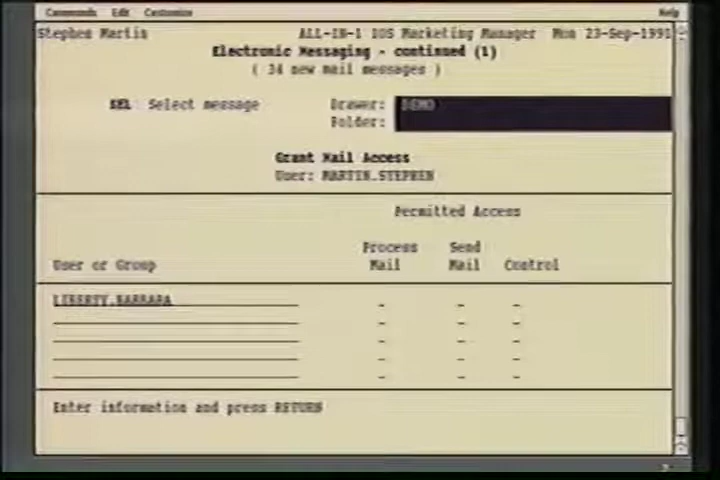 Commands Edit Customize Help
Stephen Martin ALL-IN-1 IOS Marketing Manager Mon 23-Sep-1991
Electronic Messaging - continued (1)
( 34 new mail messages )
SEL Select message Drawer: DEMO
Folder:
Grant Mail Access
User: MARTIN.STEPHEN
Permitted Access
Process Send
User or Group Mail Mail Control
LIBERTY.BARBARA
Enter information and press RETURN